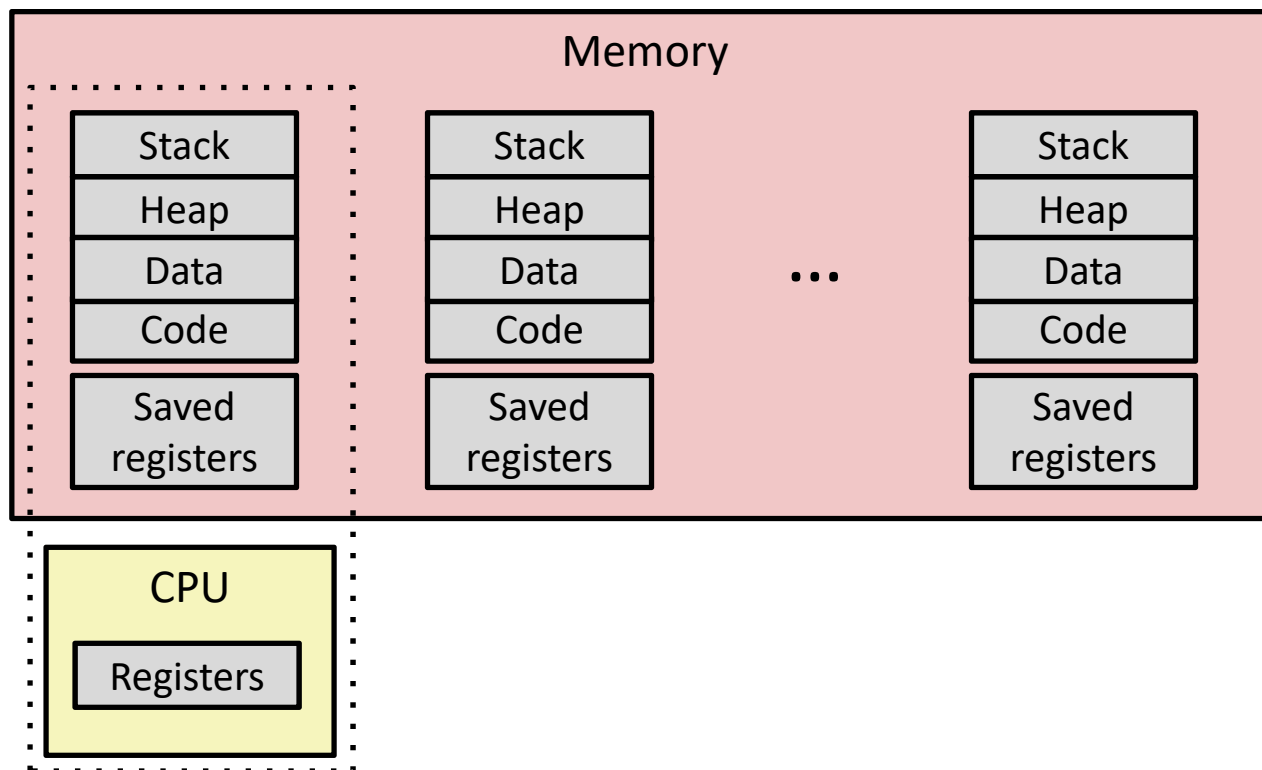 Memory
Stack
Heap
Data
Code
Saved
registers
Stack
Heap
Data
Code
Saved
registers
...
Stack
Heap
Data
Code
Saved
registers
CPU
Registers